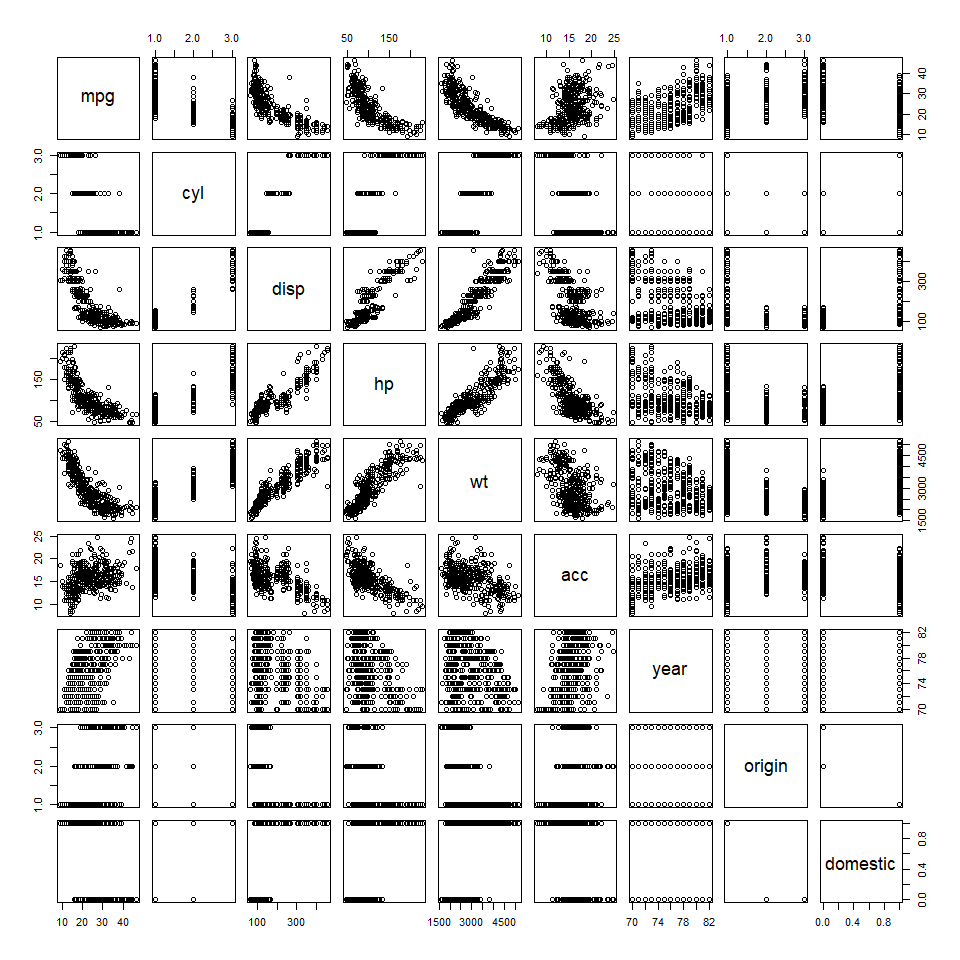 1.0 2.0 3.0 50 150 10 15 20 25 1.0 2.0 3.0
mpg 10 20 30 40
1.0 2.0 3.0 cyl
disp 100 300
50 150 hp
wt 1500 3000 4500
10 15 20 25 acc
year 70 74 78 82
1.0 2.0 3.0 origin
domestic 0.0 0.4 0.8
10 20 30 40 100 300 1500 3000 4500 70 74 78 82 0.0 0.4 0.8